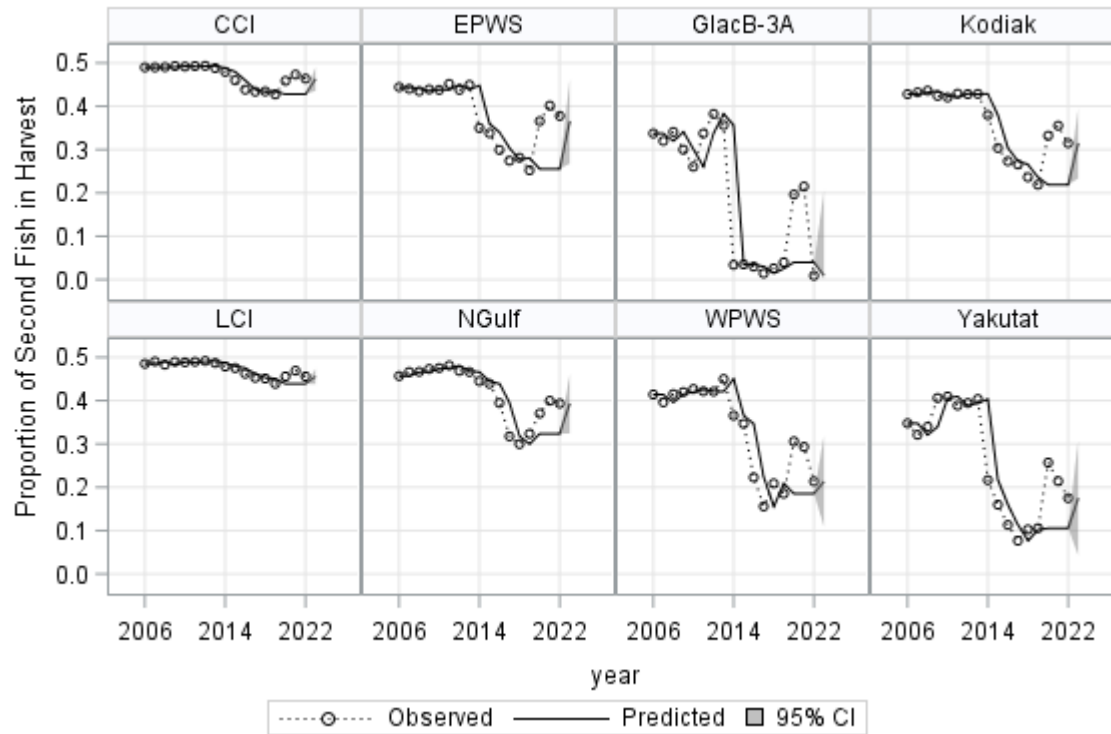 CCI EPWS GlacB-3A Kodiak
0.5
0.4
0.3
0.2
0.1
0.0
LCI NGulf WPWS Yakutat
0.5
0.4
0.3
0.2
0.1
0.0
Proportion of Second Fish in Harvest
2006 2014 2022 2006 2014 2022 2006 2014 2022 2006 2014 2022
year
Observed Predicted 95% CI